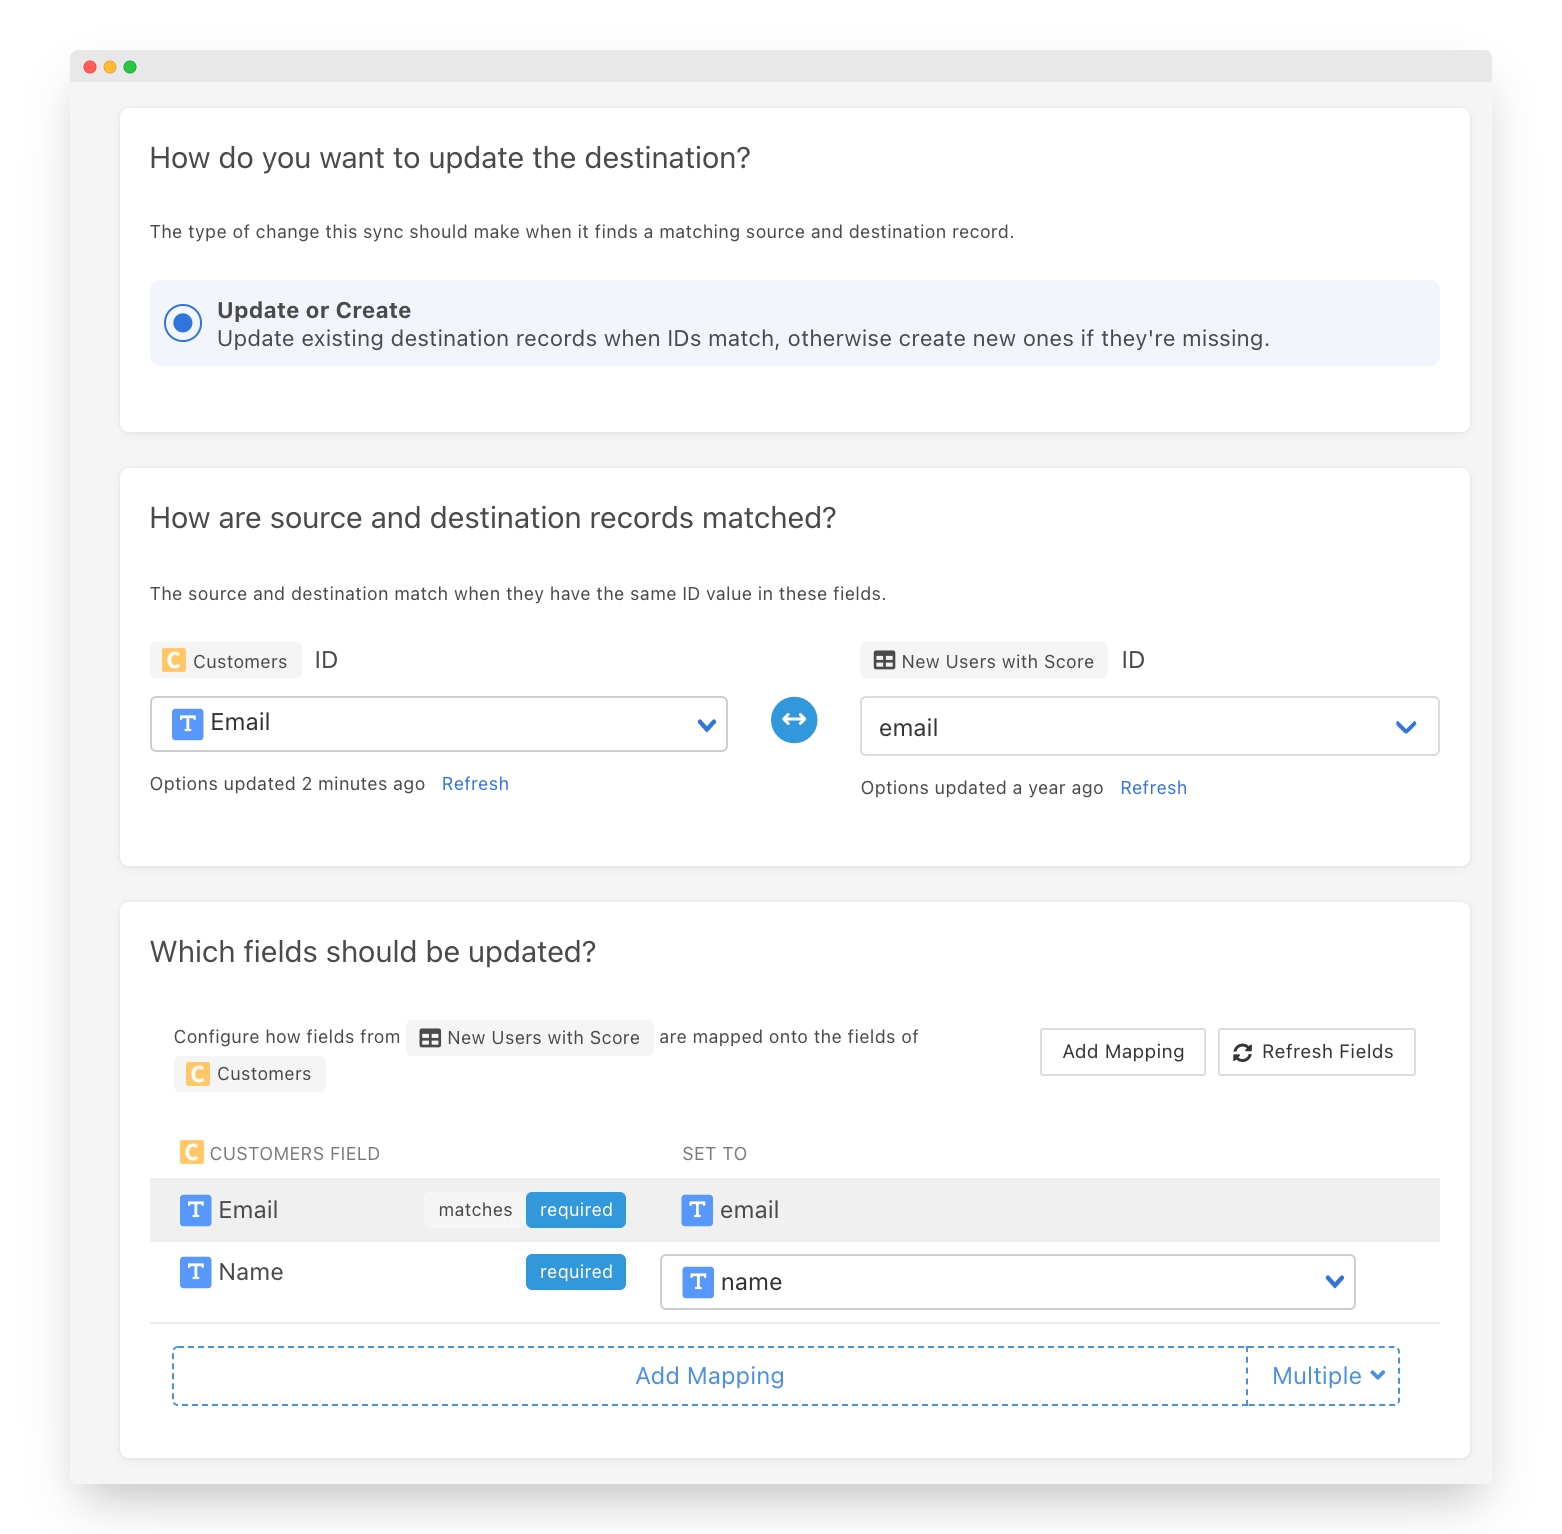 How do you want to update the destination?
The type of change this sync should make when it finds a matching source and destination record.
Update or Create
Update existing destination records when IDs match, otherwise create new ones if they're missing.
How are source and destination records matched?
The source and destination match when they have the same ID value in these fields.
C Customers ID
New Users with Score ID
T Email
email
Options updated 2 minutes ago Refresh
Options updated a year ago Refresh
Which fields should be updated?
Configure how fields from New Users with Score are mapped onto the fields of
C Customers
Add Mapping
Refresh Fields
C CUSTOMERS FIELD SET TO
T Email matches required T email
T Name required T name
Add Mapping Multiple